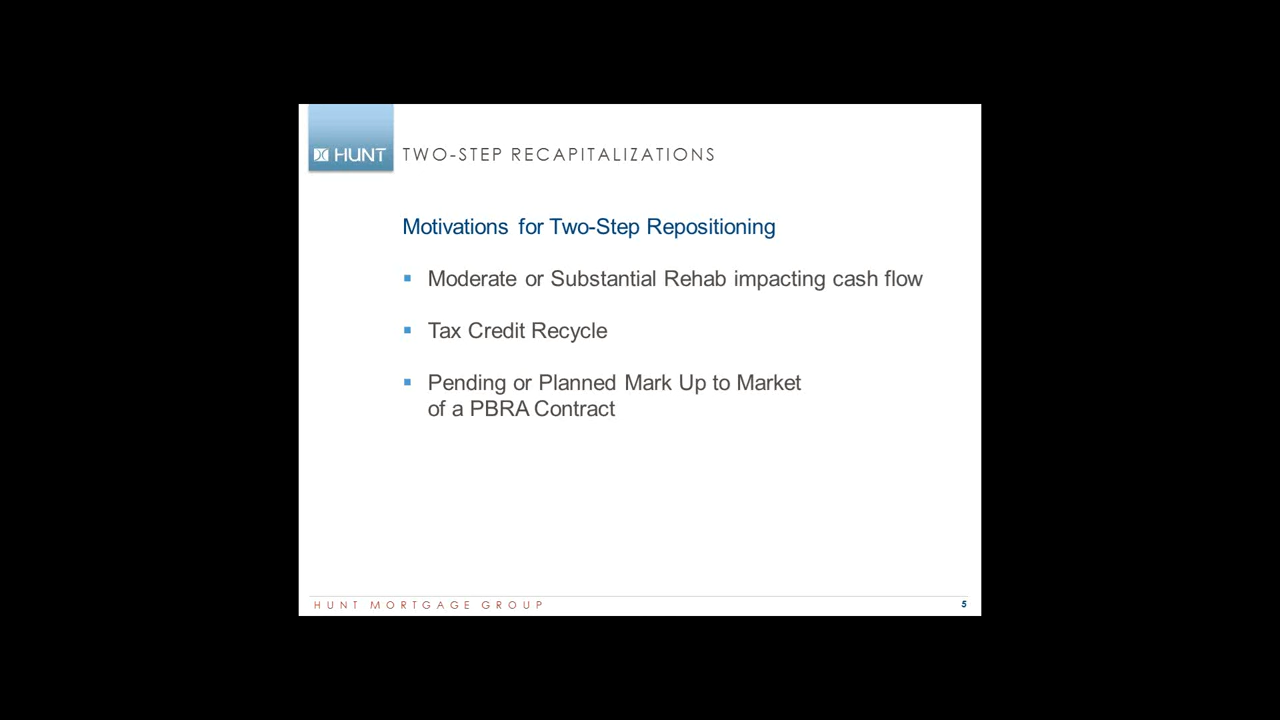 HUNT
TWO-STEP RECAPITALIZATIONS
Motivations for Two-Step Repositioning
Moderate or Substantial Rehab impacting cash flow
Tax Credit Recycle
Pending or Planned Mark Up to Market
of a PBRA Contract
HUNT MORTGAGE GROUP
5